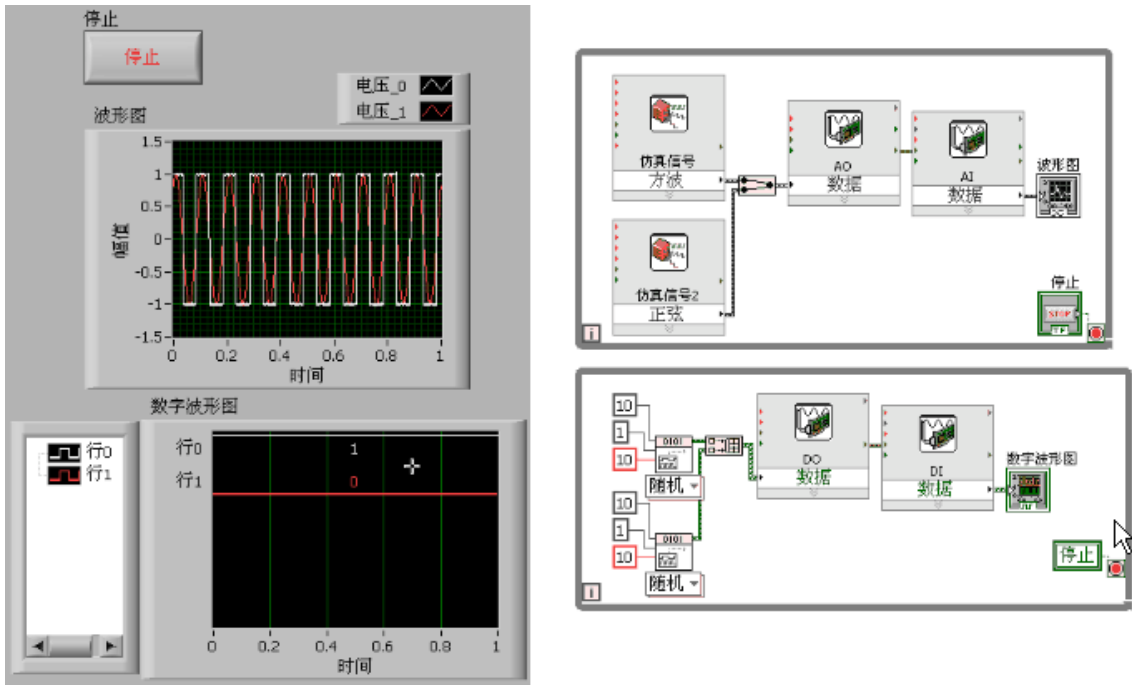 停止
停止
电压_0
电压_1
波形图
1.5
1
0.5
0
-0.5
-1
-1.5
幅值
0 0.2 0.4 0.6 0.8 1
时间
数字波形图
行0
行1
行0
行1
1
0
0 0.2 0.4 0.6 0.8 1
时间
仿真信号
方波
仿真信号2
正弦
AO
数据
AI
数据
波形图
停止
STOP
TF
i
10
1
10
随机
10
1
10
随机
DO
数据
DI
数据
数字波形图
停止
i